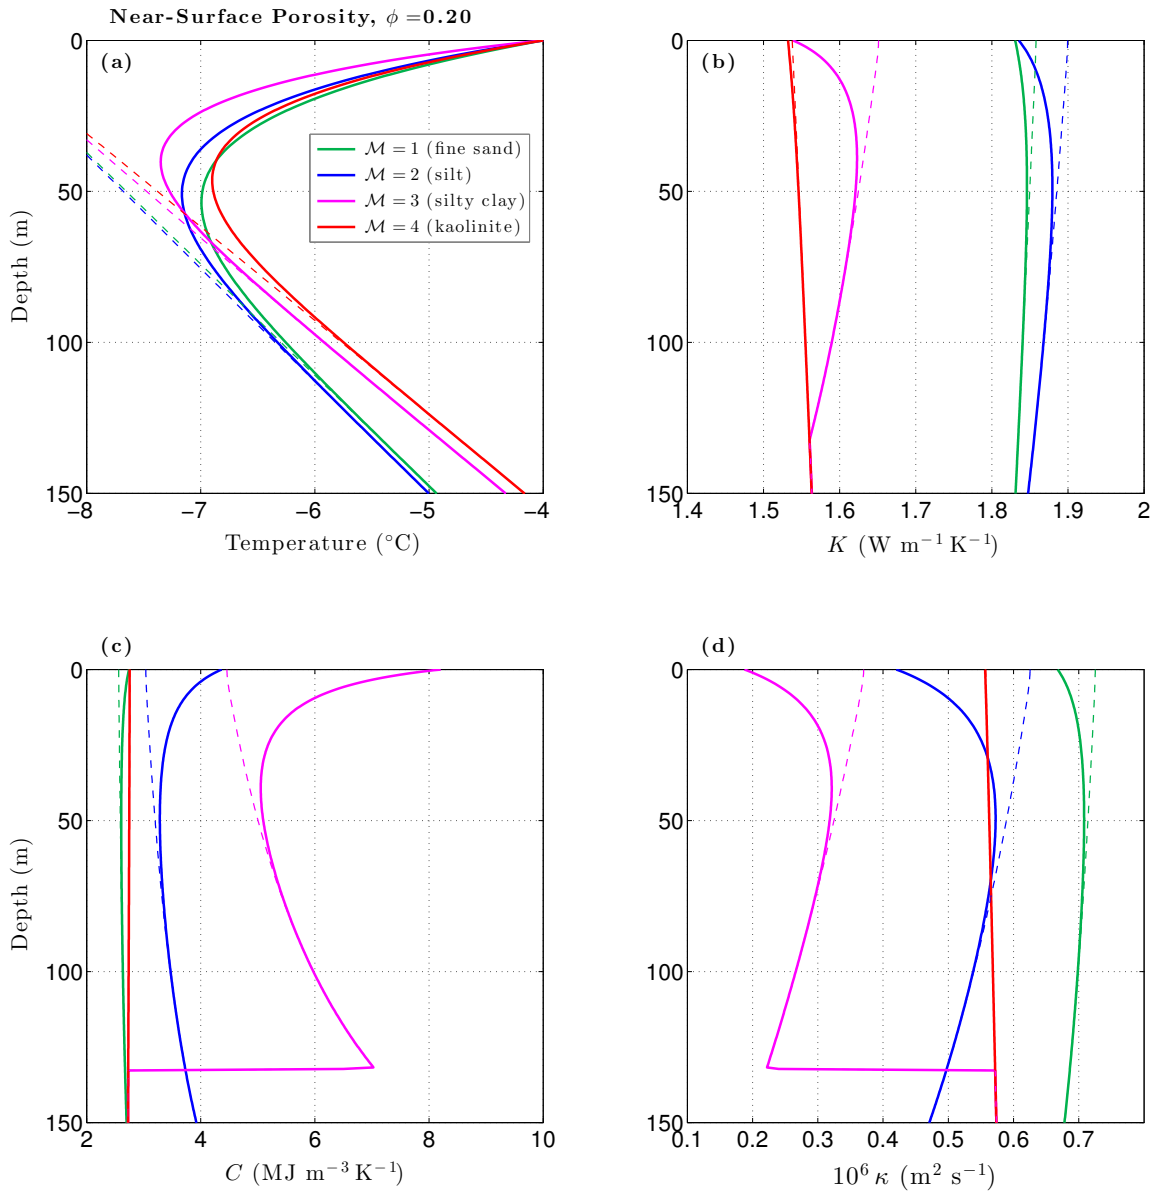 Near-Surface Porosity, ϕ =0.20
(a)
0
50
100
150
Depth (m)
ℳ = 1 (fine sand)
ℳ = 2 (silt)
ℳ = 3 (silty clay)
ℳ = 4 (kaolinite)
−8 −7 −6 −5 −4
Temperature (°C)
(b)
0
50
100
150
1.4 1.5 1.6 1.7 1.8 1.9 2
K (W m⁻¹ K⁻¹)
(c)
0
50
100
150
Depth (m)
2 4 6 8 10
C (MJ m⁻³ K⁻¹)
(d)
0
50
100
150
0.1 0.2 0.3 0.4 0.5 0.6 0.7
10⁶ κ (m² s⁻¹)